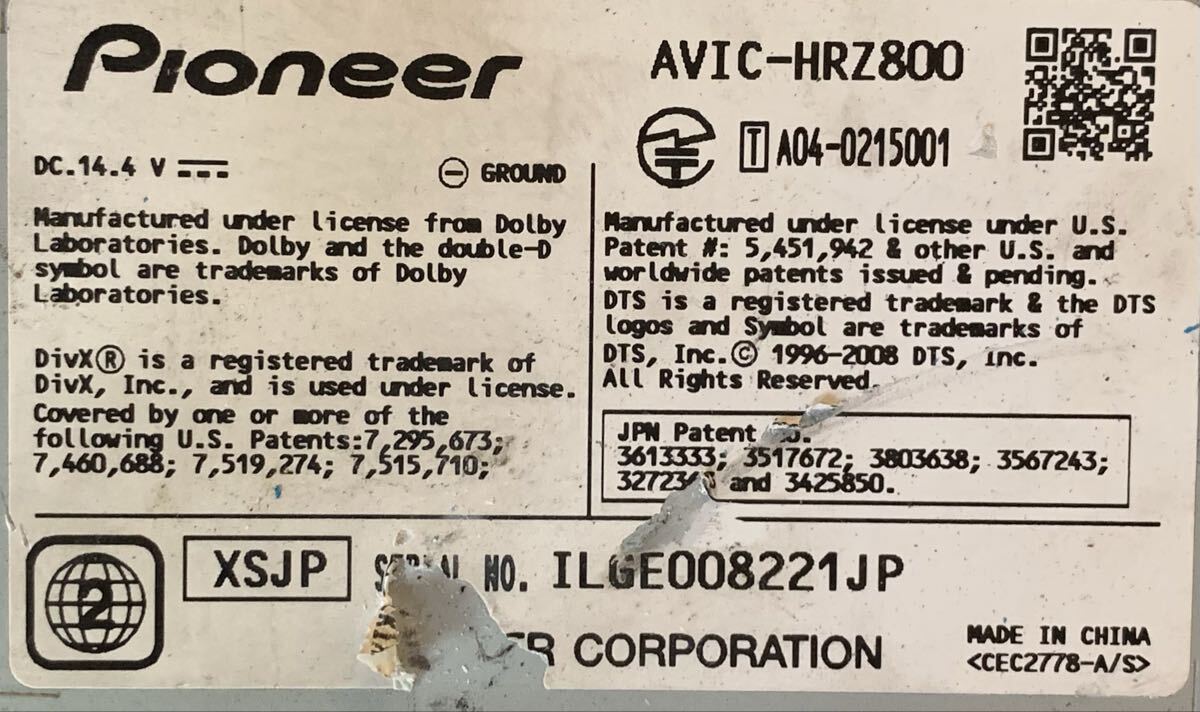 Pioneer
AVIC-HRZ800
T A04-0215001
DC.14.4 V
GROUND
Manufactured under license from Dolby
Laboratories. Dolby and the double-D
symbol are trademarks of Dolby
Laboratories.
DivX® is a registered trademark of
DivX, Inc., and is used under license.
Covered by one or more of the
following U.S. Patents:7,295,673;
7,460,688; 7,519,274; 7,515,710;
Manufactured under license under U.S.
Patent #: 5,451,942 & other U.S. and
worldwide patents issued & pending.
DTS is a registered trademark & the DTS
logos and Symbol are trademarks of
DTS, Inc.© 1996-2008 DTS, Inc.
All Rights Reserved.
JPN Patent
3613333; 3517672; 3803638; 3567243;
and 3425850.
2
XSJP
NO. ILGE008221JP
CORPORATION
MADE IN CHINA
<CEC2778-A/S>